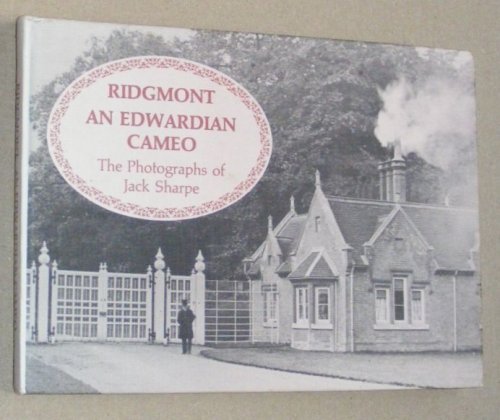 RIDGMONT
AN EDWARDIAN
CAMEO
The Photographs of
Jack Sharpe